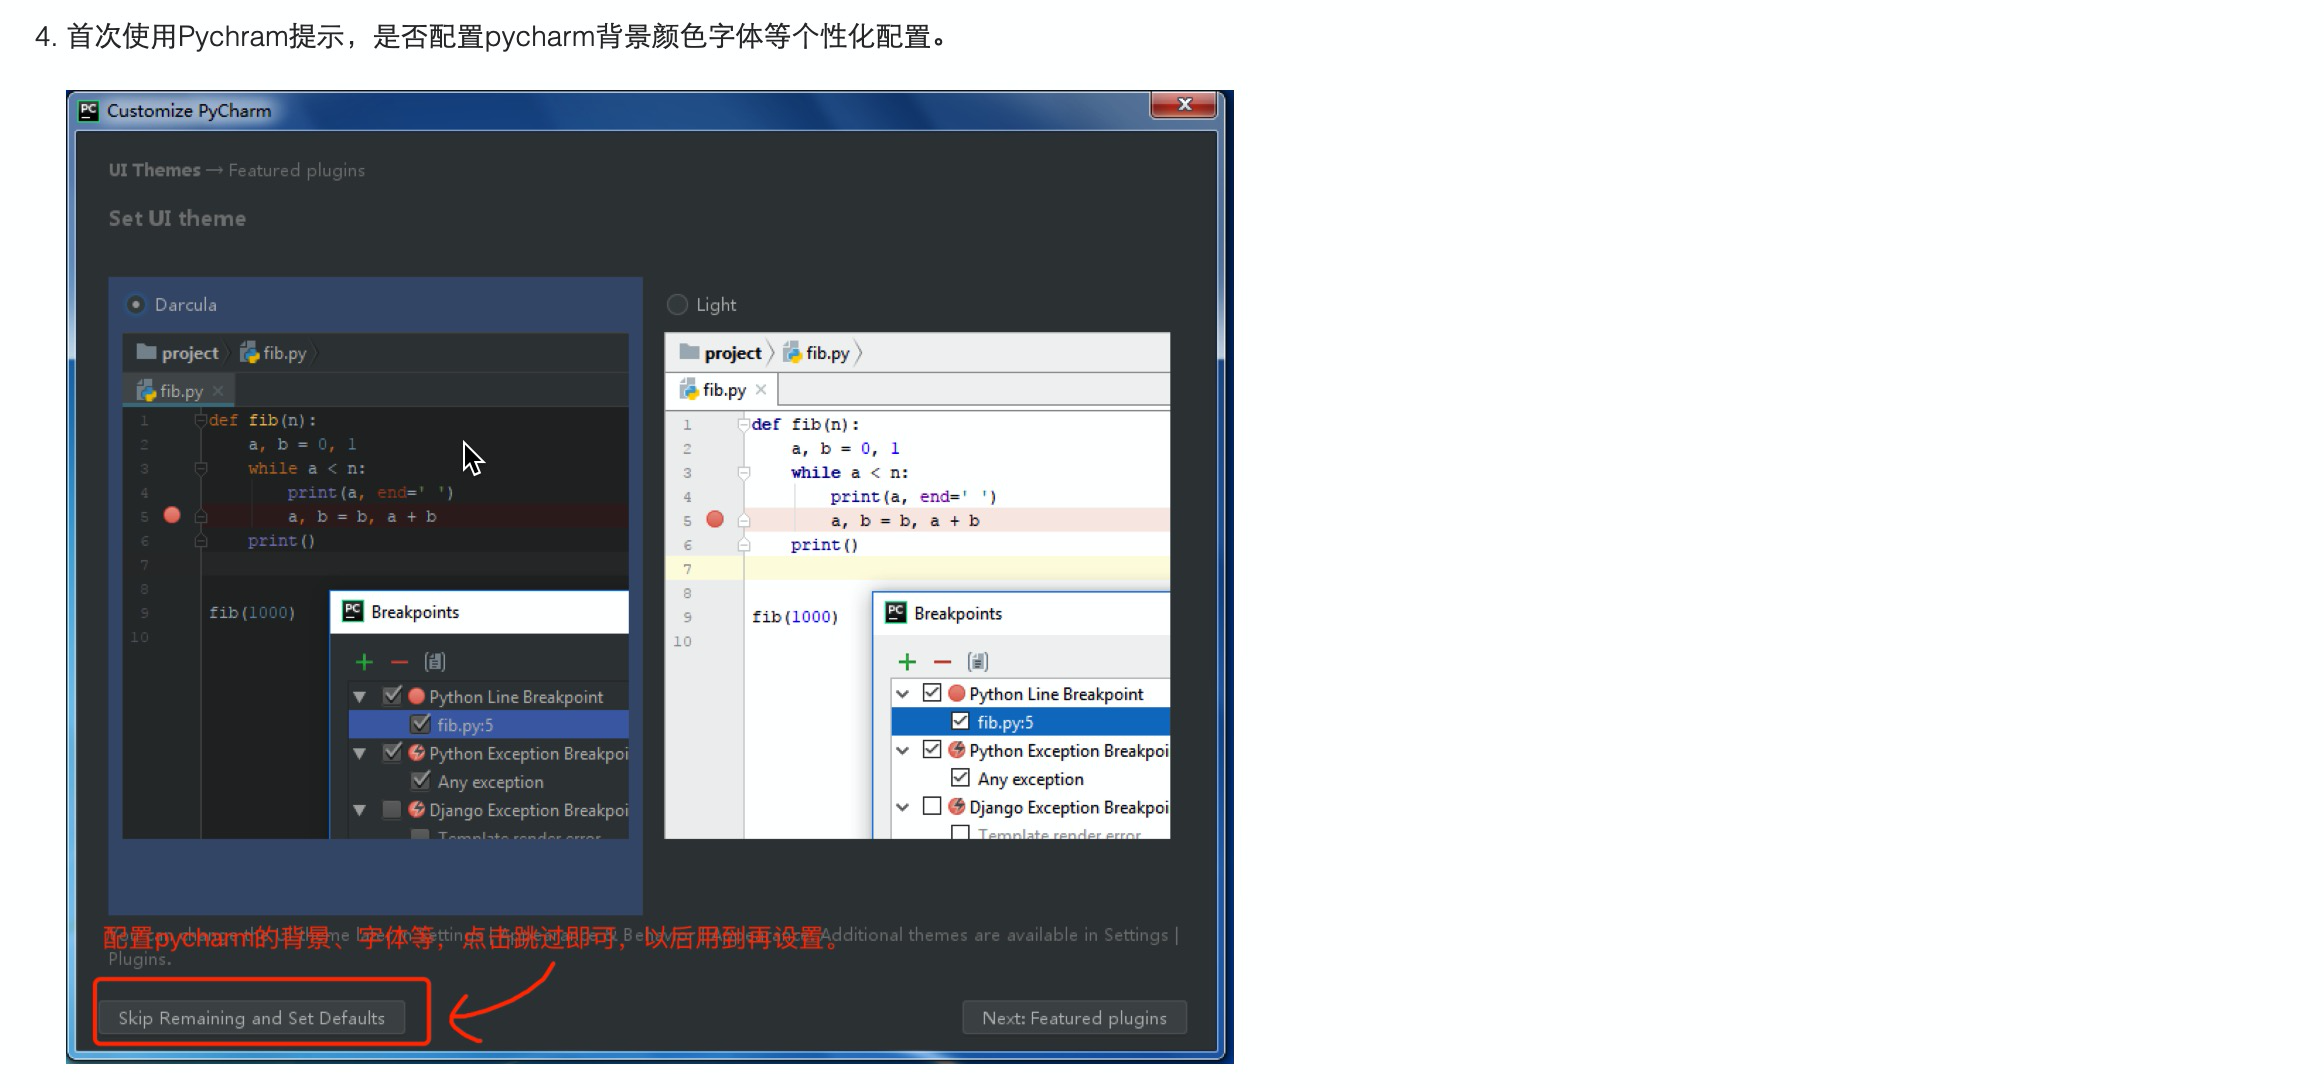 4. 首次使用Pychram提示，是否配置pycharm背景颜色字体等个性化配置。
Customize PyCharm
UI Themes → Featured plugins
Set UI theme
Darcula
project
fib.py
fib.py
1 def fib(n):
2 a, b = 0, 1
3 while a < n:
4 print(a, end=' ')
5 a, b = b, a + b
6 print()
7
8
9 fib(1000)
10
Breakpoints
Python Line Breakpoint
fib.py:5
Python Exception Breakpoi
Any exception
Django Exception Breakpoi
Template render error
Light
project
fib.py
fib.py
1 def fib(n):
2 a, b = 0, 1
3 while a < n:
4 print(a, end=' ')
5 a, b = b, a + b
6 print()
7
8
9 fib(1000)
10
Breakpoints
Python Line Breakpoint
fib.py:5
Python Exception Breakpoi
Any exception
Django Exception Breakpoi
Template render error
配置pycharm的背景、字体等，点击跳过即可，以后用到再设置。
Additional themes are available in Settings |
Plugins.
Skip Remaining and Set Defaults
Next: Featured plugins